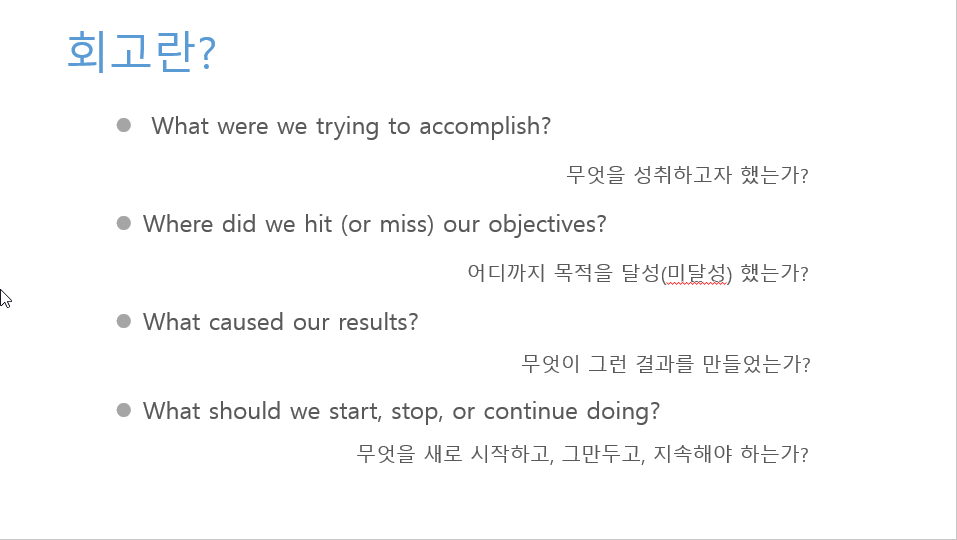 회고란?
What were we trying to accomplish?
무엇을 성취하고자 했는가?
Where did we hit (or miss) our objectives?
어디까지 목적을 달성(미달성) 했는가?
What caused our results?
무엇이 그런 결과를 만들었는가?
What should we start, stop, or continue doing?
무엇을 새로 시작하고, 그만두고, 지속해야 하는가?